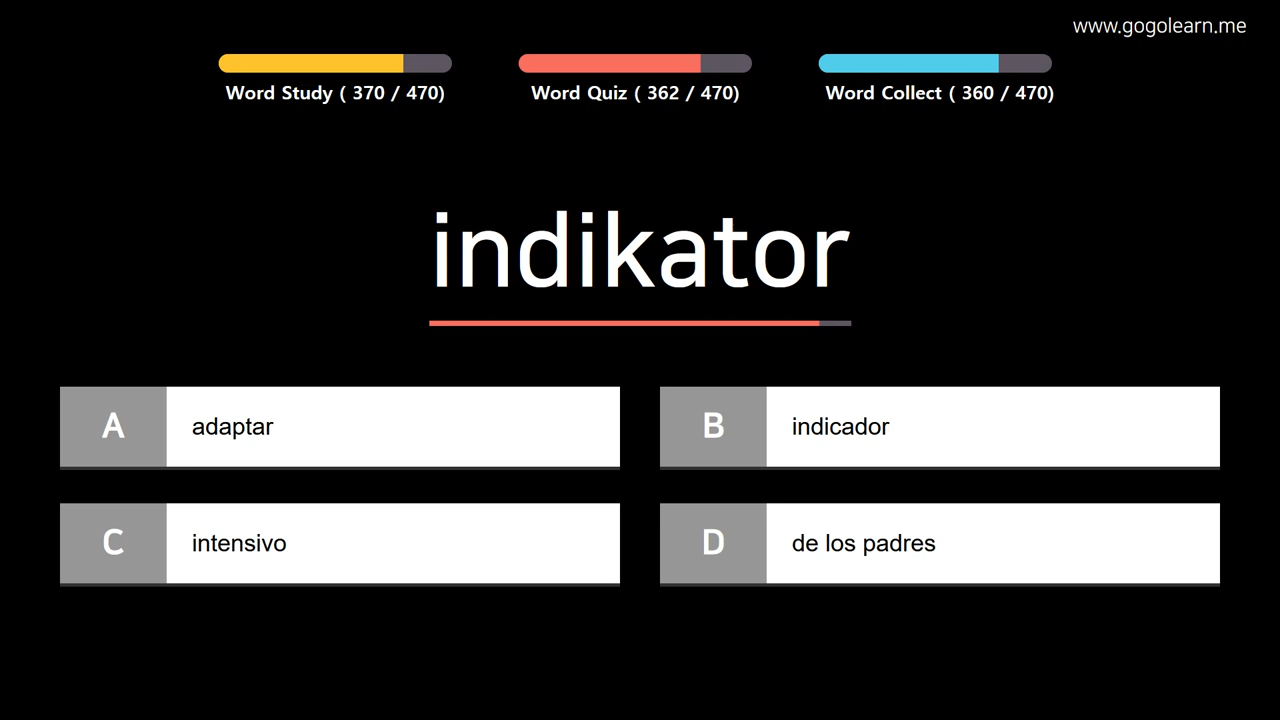 www.gogolearn.me
Word Study ( 370 / 470)
Word Quiz ( 362 / 470)
Word Collect ( 360 / 470)
indikator
A adaptar
B indicador
C intensivo
D de los padres